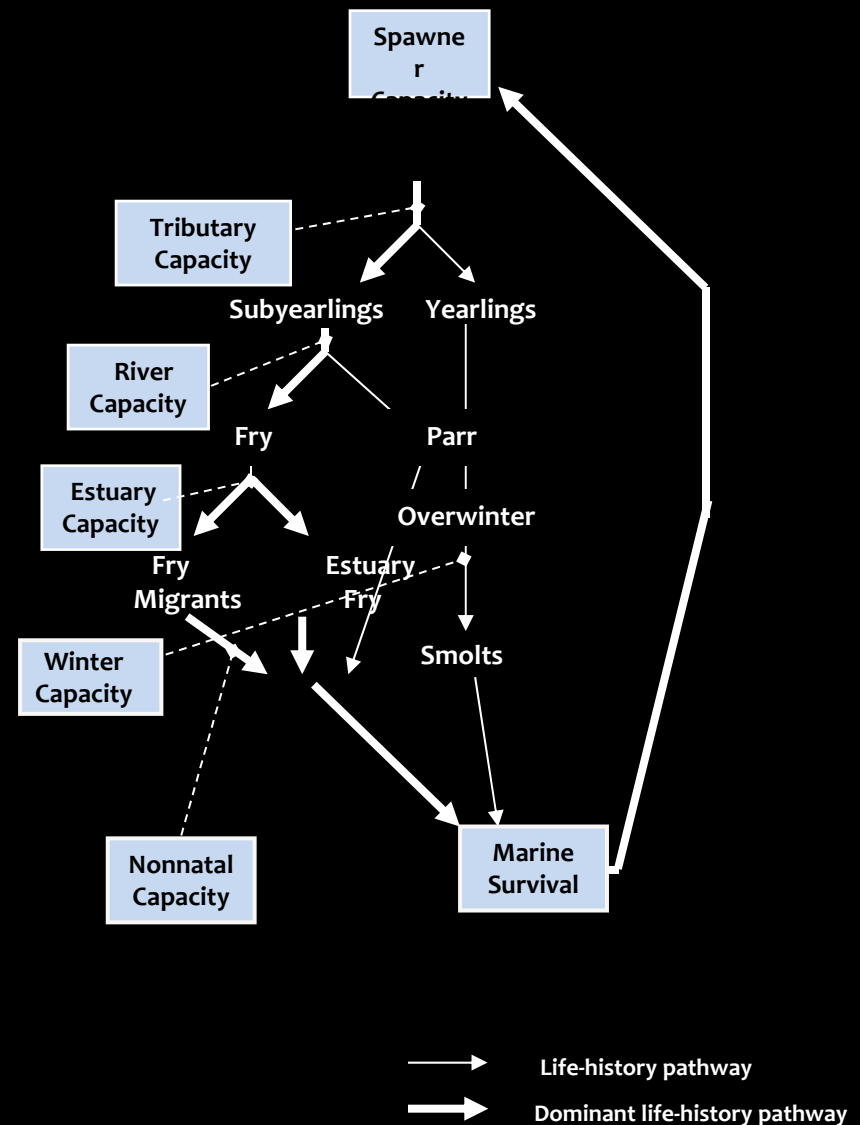 Spawne
r
Capacity
Tributary
Capacity
Subyearlings
Yearlings
River
Capacity
Fry
Parr
Estuary
Capacity
Overwinter
Fry
Migrants
Estuary
Fry
Winter
Capacity
Smolts
Nonnatal
Capacity
Marine
Survival
Life-history pathway
Dominant life-history pathway